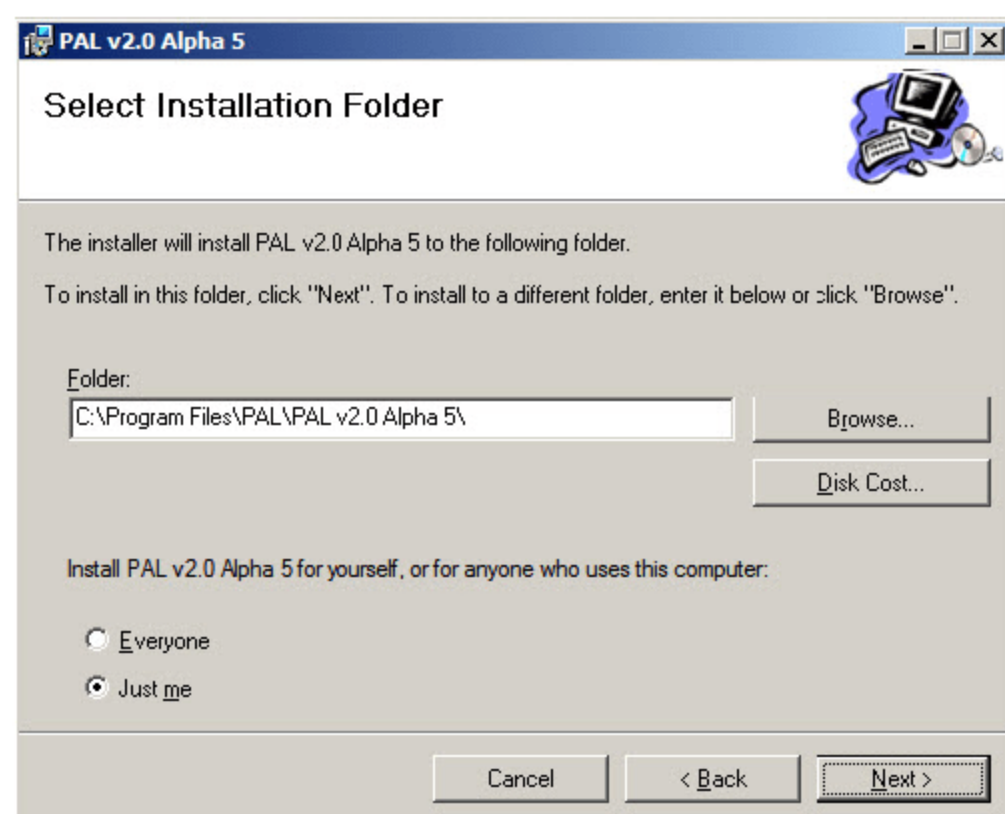 PAL v2.0 Alpha 5
Select Installation Folder
The installer will install PAL v2.0 Alpha 5 to the following folder.
To install in this folder, click "Next". To install to a different folder, enter it below or click "Browse".
Folder:
C:\Program Files\PAL\PAL v2.0 Alpha 5\
Browse...
Disk Cost...
Install PAL v2.0 Alpha 5 for yourself, or for anyone who uses this computer:
Everyone
Just me
Cancel
< Back
Next >